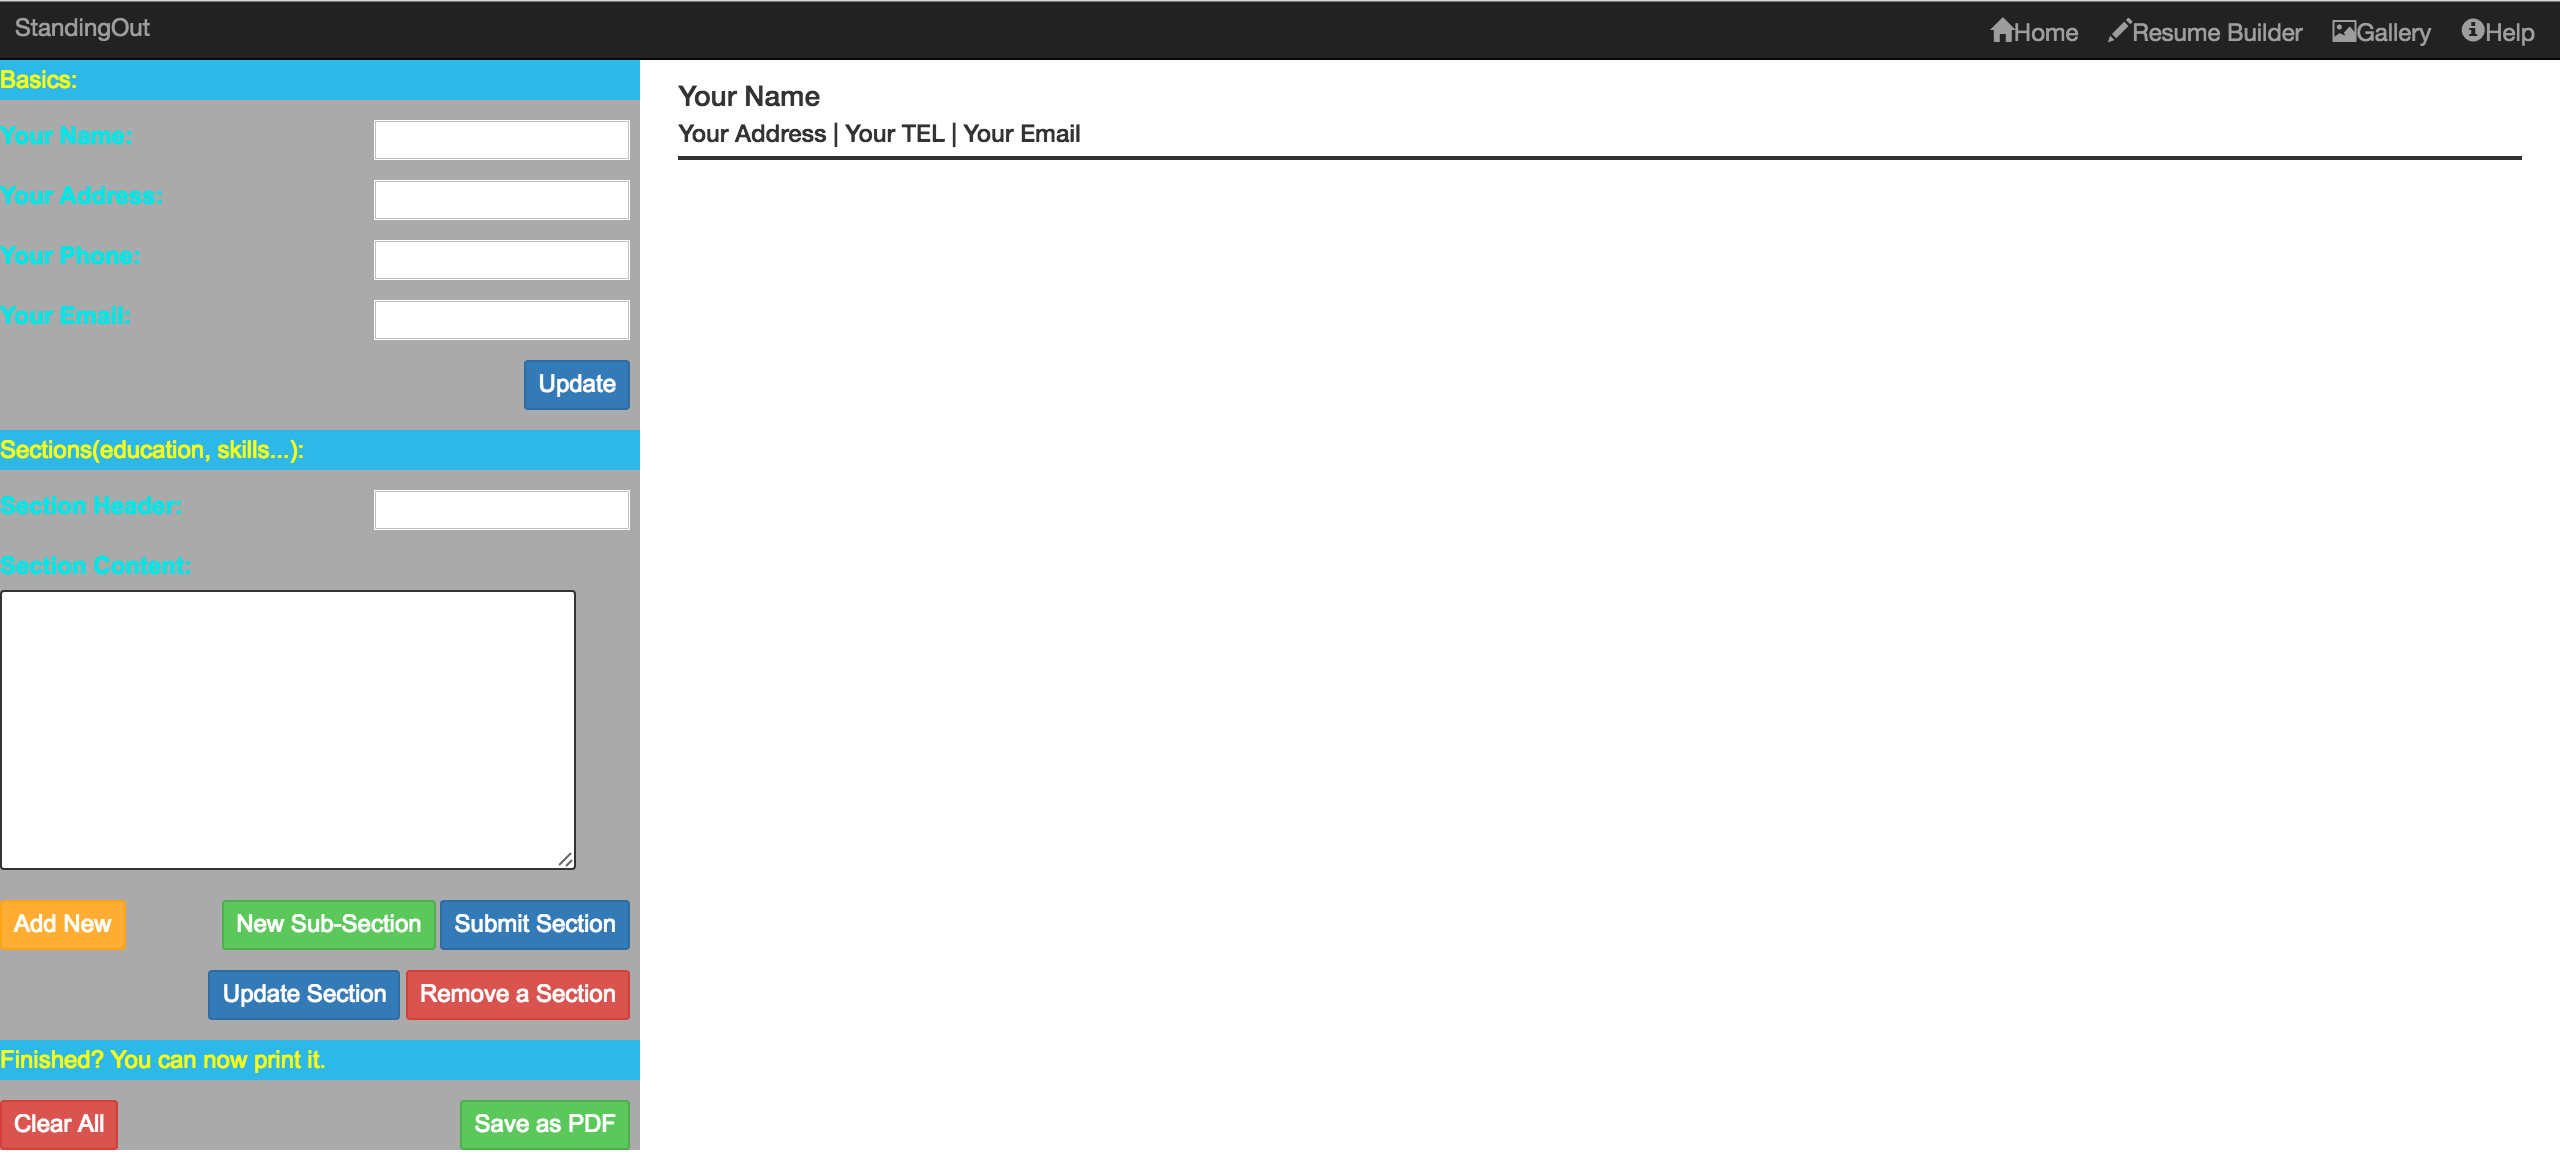 StandingOut
Home Resume Builder Gallery Help
Basics:
Your Name:
Your Address:
Your Phone:
Your Email:
Update
Sections(education, skills...):
Section Header:
Section Content:
Add New New Sub-Section Submit Section
Update Section Remove a Section
Finished? You can now print it.
Clear All Save as PDF
Your Name
Your Address | Your TEL | Your Email